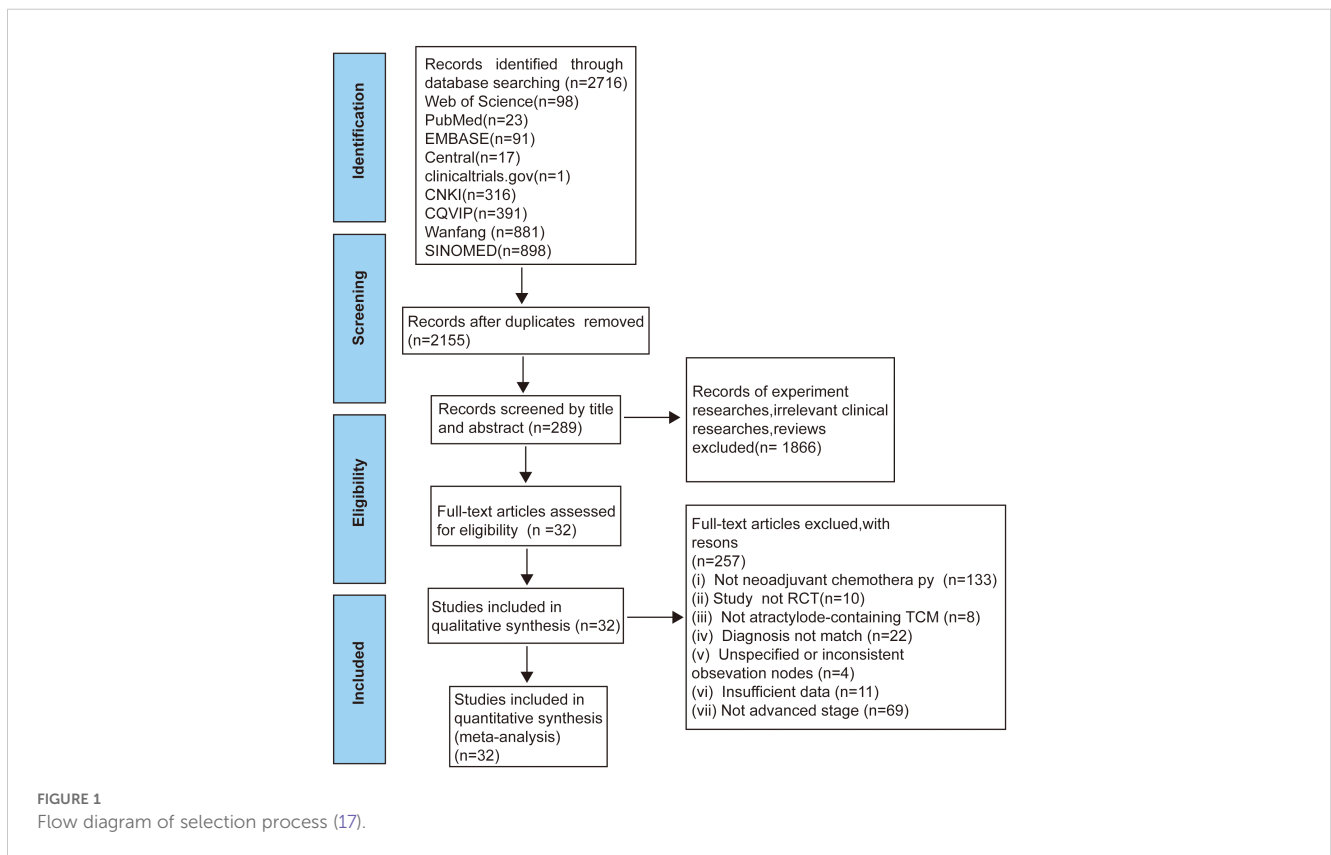 Identification
Records identified through
database searching (n=2716)
Web of Science(n=98)
PubMed(n=23)
EMBASE(n=91)
Central(n=17)
clinicaltrials.gov(n=1)
CNKI(n=316)
CQVIP(n=391)
Wanfang (n=881)
SINOMED(n=898)
Screening
Records after duplicates removed
(n=2155)
Records screened by title
and abstract (n=289)
Records of experiment
researches,irrelevant clinical
researches,reviews
excluded(n= 1866)
Eligibility
Full-text articles assessed
for eligibility (n =32)
Full-text articles exclued,with
resons
(n=257)
(i) Not neoadjuvant chemothera py (n=133)
(ii) Study not RCT(n=10)
(iii) Not atractylode-containing TCM (n=8)
(iv) Diagnosis not match (n=22)
(v) Unspecified or inconsistent
obsevation nodes (n=4)
(vi) Insufficient data (n=11)
(vii) Not advanced stage (n=69)
Included
Studies included in
qualitative synthesis (n=32)
Studies included in
quantitative synthesis
(meta-analysis)
(n=32)
FIGURE 1
Flow diagram of selection process (17).